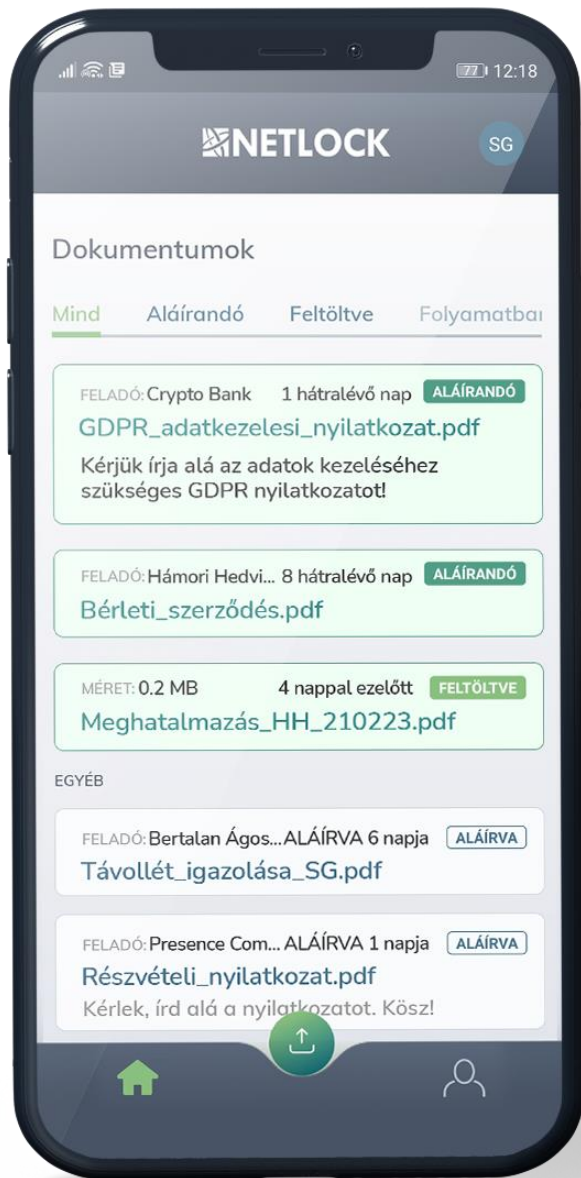 77 12:18
NETLOCK SG
Dokumentumok
Mind Aláírandó Feltöltve Folyamatban
FELADÓ: Crypto Bank 1 hátralévő nap ALÁÍRANDÓ
GDPR_adatkezelesi_nyilatkozat.pdf
Kérjük írja alá az adatok kezeléséhez
szükséges GDPR nyilatkozatot!
FELADÓ: Hámori Hedvi... 8 hátralévő nap ALÁÍRANDÓ
Bérleti_szerződés.pdf
MÉRET: 0.2 MB 4 nappal ezelőtt FELTÖLTVE
Meghatalmazás_HH_210223.pdf
EGYÉB
FELADÓ: Bertalan Ágos... ALÁÍRVA 6 napja ALÁÍRVA
Távollét_igazolása_SG.pdf
FELADÓ: Presence Com... ALÁÍRVA 1 napja ALÁÍRVA
Részvételi_nyilatkozat.pdf
Kérlek, írd alá a nyilatkozatot. Kösz!